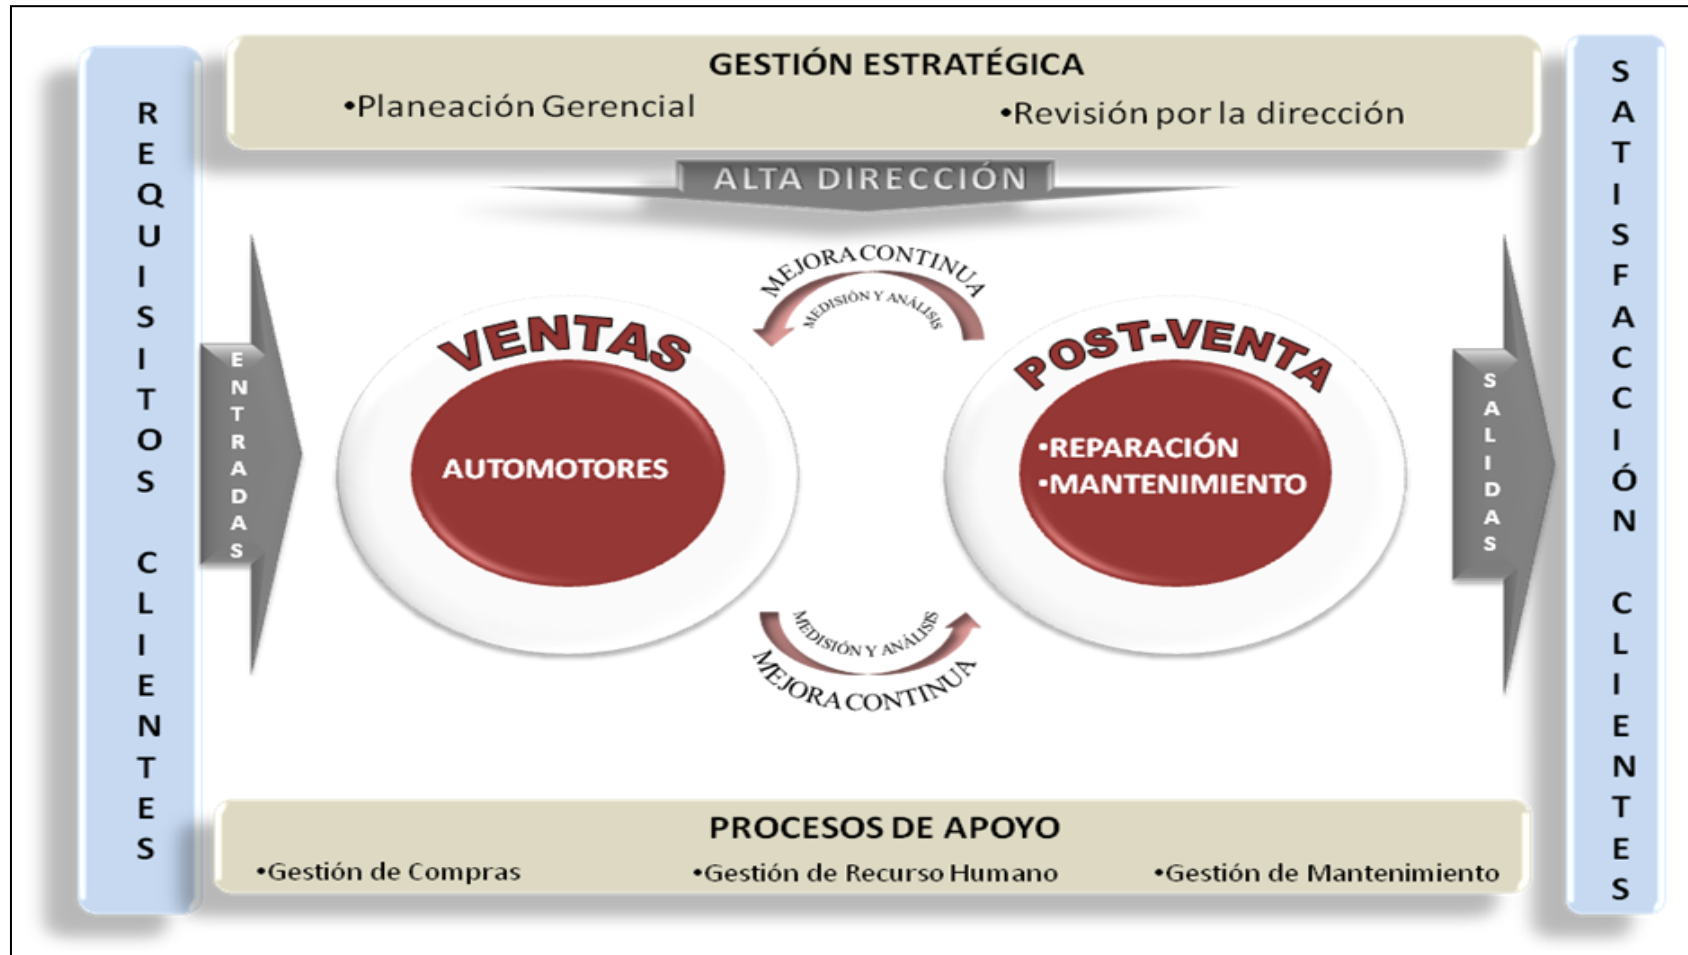 GESTIÓN ESTRATÉGICA
•Planeación Gerencial
•Revisión por la dirección
ALTA DIRECCIÓN
REQUISITOS CLIENTES
ENTRADAS
VENTAS
AUTOMOTORES
MEJORA CONTINUA
MEDISIÓN Y ANÁLISIS
POST-VENTA
•REPARACIÓN
•MANTENIMIENTO
MEDISIÓN Y ANÁLISIS
MEJORA CONTINUA
SALIDAS
SATISFACCIÓN CLIENTES
PROCESOS DE APOYO
•Gestión de Compras
•Gestión de Recurso Humano
•Gestión de Mantenimiento